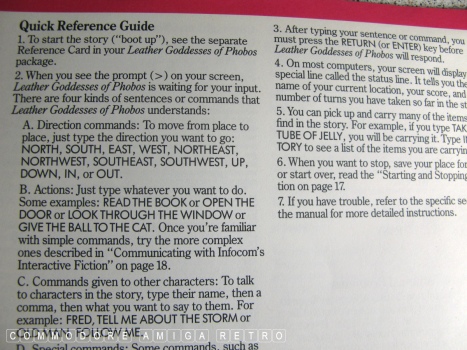 Quick Reference Guide
1. To start the story ("boot up"), see the separate
Reference Card in your Leather Goddesses of Phobos
package.
2. When you see the prompt (>) on your screen,
Leather Goddesses of Phobos is waiting for your input.
There are four kinds of sentences or commands that
Leather Goddesses of Phobos understands:
A. Direction commands: To move from place to
place, just type the direction you want to go:
NORTH, SOUTH, EAST, WEST, NORTHEAST,
NORTHWEST, SOUTHEAST, SOUTHWEST, UP,
DOWN, IN, or OUT.
B. Actions: Just type whatever you want to do.
Some examples: READ THE BOOK or OPEN THE
DOOR or LOOK THROUGH THE WINDOW or
GIVE THE BALL TO THE CAT. Once you're familiar
with simple commands, try the more complex
ones described in "Communicating with Infocom's
Interactive Fiction" on page 18.
C. Commands given to other characters: To talk
to characters in the story, type their name, then a
comma, then what you want to say to them. For
example: FRED, TELL ME ABOUT THE STORM or
OLD MAN, FOLLOW ME.
D. Special commands: Some commands, such as
3. After typing your sentence or command, you
must press the RETURN (or ENTER) key before
Leather Goddesses of Phobos will respond.
4. On most computers, your screen will display
special line called the status line. It tells you the
name of your current location, your score, and
number of turns you have taken so far in the st
5. You can pick up and carry many of the items
find in the story. For example, if you type TAK
TUBE OF JELLY, you will be carrying it. Type I
TORY to see a list of the items you are carryin
6. When you want to stop, save your place for
or start over, read the "Starting and Stopping
tion on page 17.
7. If you have trouble, refer to the specific se
the manual for more detailed instructions.
COMMODORE AMIGA RETRO